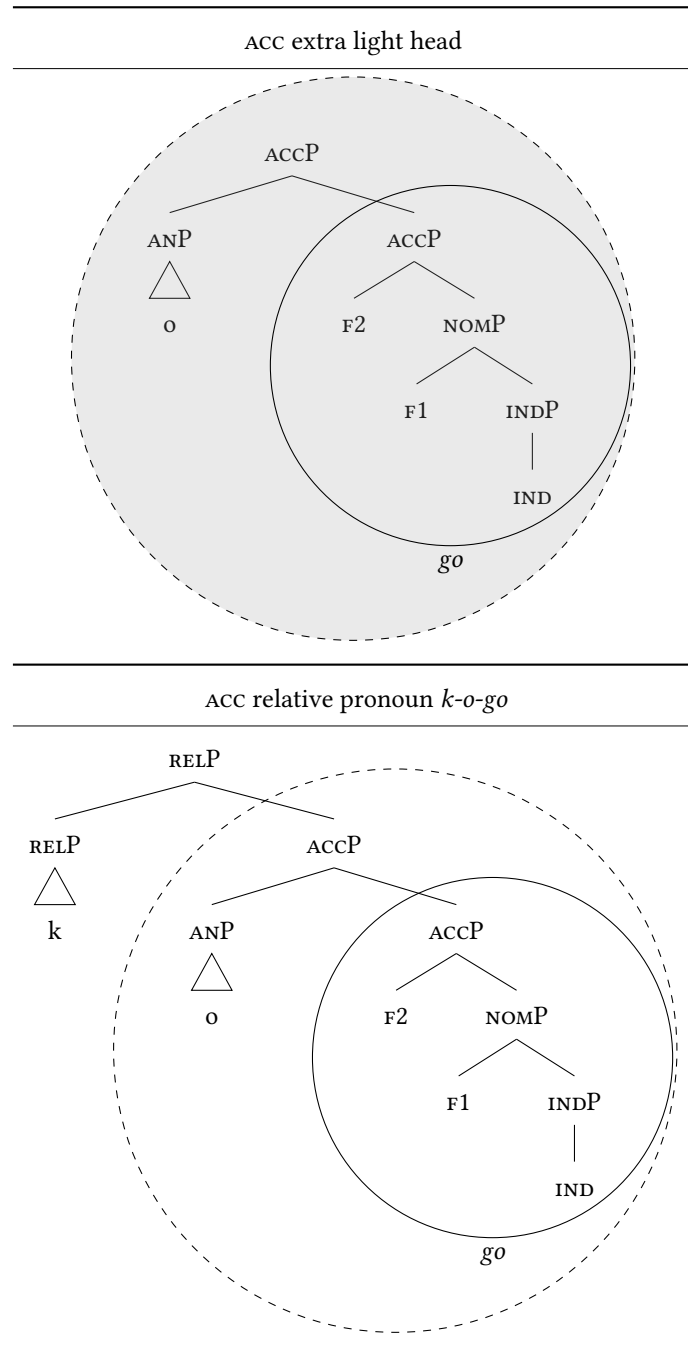 ACC extra light head
ACCP
ANP ACCP
o F2 NOMP
F1 INDP
IND
go
ACC relative pronoun k-o-go
RELP
RELP ACCP
k ANP ACCP
o F2 NOMP
F1 INDP
IND
go